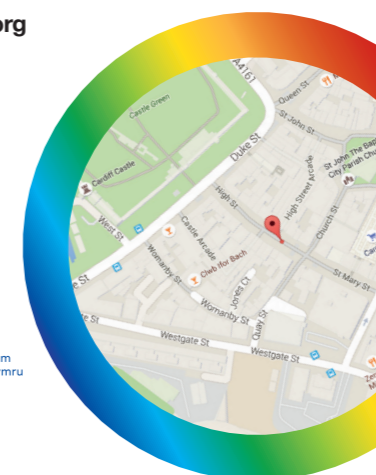 org
A4161
Queen St
Castle Green
St John St
Duke St
St John The Bap
City Parish Chu
Cardiff Castle
High St
High Street Arcade
West St
Castle Arcade
Church St
Womanby St
Clwb Ifor Bach
e St
Jones Ct
St Mary St
Womanby St
Quay St
Westgate St
Westgate St
m
mru